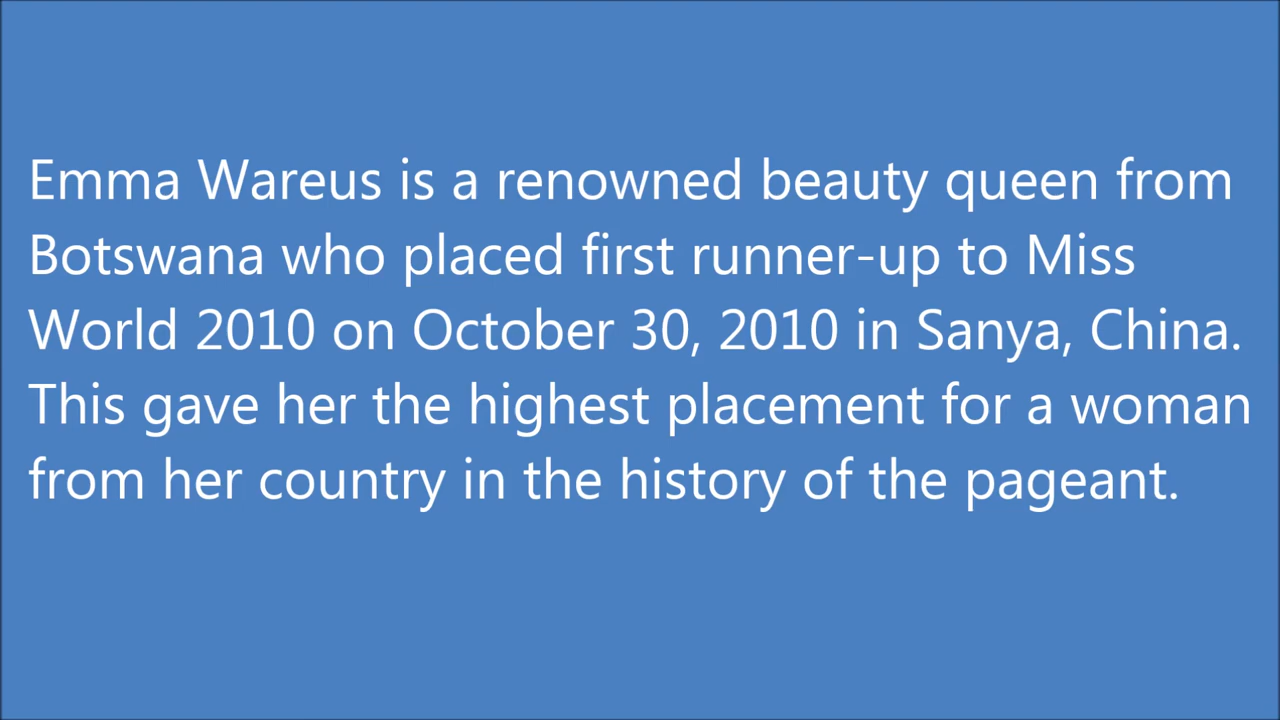 Emma Wareus is a renowned beauty queen from
Botswana who placed first runner-up to Miss
World 2010 on October 30, 2010 in Sanya, China.
This gave her the highest placement for a woman
from her country in the history of the pageant.